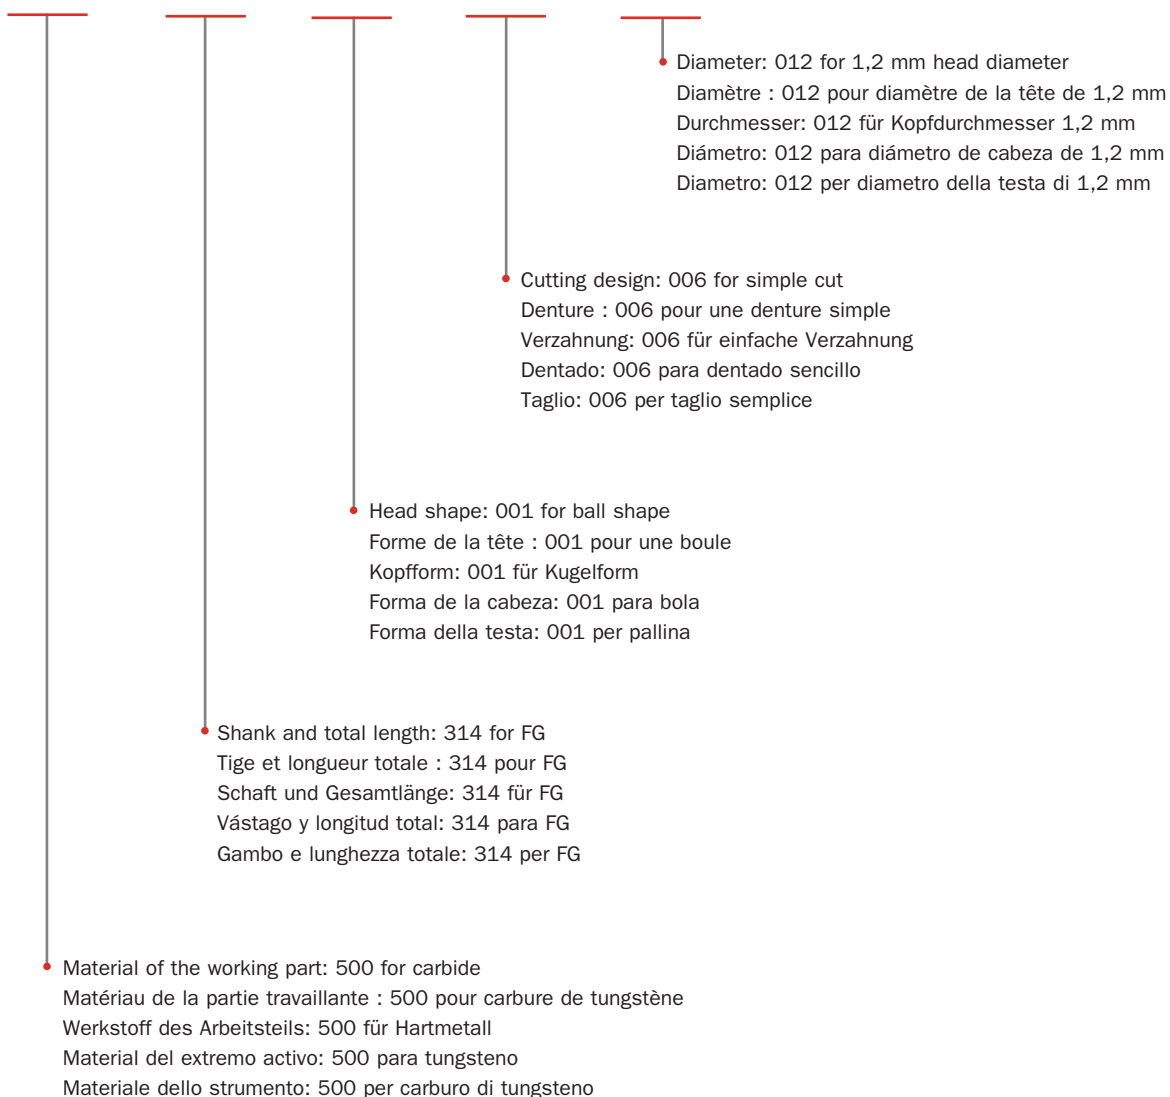 Diameter: 012 for 1,2 mm head diameter
Diamètre : 012 pour diamètre de la tête de 1,2 mm
Durchmesser: 012 für Kopfdurchmesser 1,2 mm
Diámetro: 012 para diámetro de cabeza de 1,2 mm
Diametro: 012 per diametro della testa di 1,2 mm
Cutting design: 006 for simple cut
Denture : 006 pour une denture simple
Verzahnung: 006 für einfache Verzahnung
Dentado: 006 para dentado sencillo
Taglio: 006 per taglio semplice
Head shape: 001 for ball shape
Forme de la tête : 001 pour une boule
Kopfform: 001 für Kugelform
Forma de la cabeza: 001 para bola
Forma della testa: 001 per pallina
Shank and total length: 314 for FG
Tige et longueur totale : 314 pour FG
Schaft und Gesamtlänge: 314 für FG
Vástago y longitud total: 314 para FG
Gambo e lunghezza totale: 314 per FG
Material of the working part: 500 for carbide
Matériau de la partie travaillante : 500 pour carbure de tungstène
Werkstoff des Arbeitsteils: 500 für Hartmetall
Material del extremo activo: 500 para tungsteno
Materiale dello strumento: 500 per carburo di tungsteno